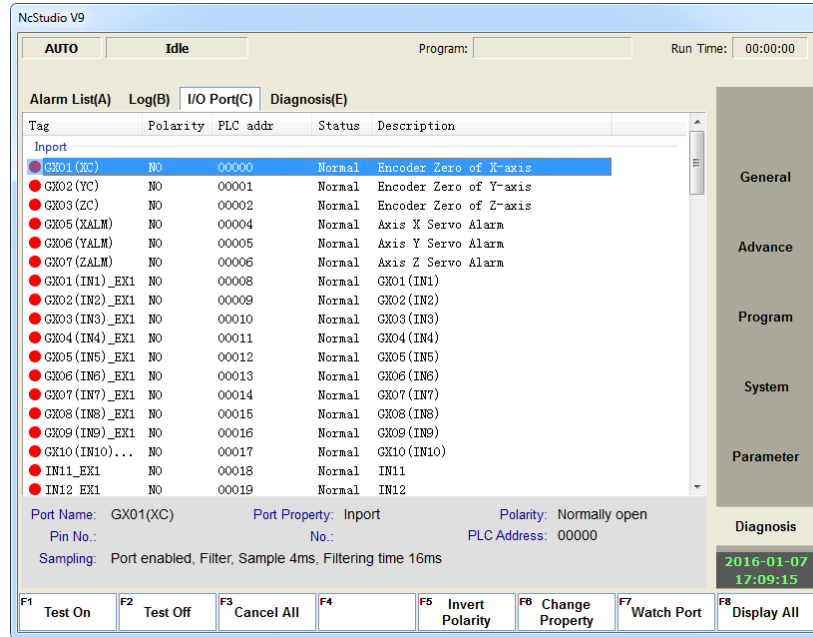 NcStudio V9
AUTO Idle Program: Run Time: 00:00:00
Alarm List(A) Log(B) I/O Port(C) Diagnosis(E)
Tag Polarity PLC addr Status Description
Inport
GX01(XC) NO 00000 Normal Encoder Zero of X-axis
GX02(YC) NO 00001 Normal Encoder Zero of Y-axis
GX03(ZC) NO 00002 Normal Encoder Zero of Z-axis
GX05(XALM) NO 00004 Normal Axis X Servo Alarm
GX06(YALM) NO 00005 Normal Axis Y Servo Alarm
GX07(ZALM) NO 00006 Normal Axis Z Servo Alarm
GX01(IN1)_EX1 NO 00008 Normal GX01(IN1)
GX02(IN2)_EX1 NO 00009 Normal GX02(IN2)
GX03(IN3)_EX1 NO 00010 Normal GX03(IN3)
GX04(IN4)_EX1 NO 00011 Normal GX04(IN4)
GX05(IN5)_EX1 NO 00012 Normal GX05(IN5)
GX06(IN6)_EX1 NO 00013 Normal GX06(IN6)
GX07(IN7)_EX1 NO 00014 Normal GX07(IN7)
GX08(IN8)_EX1 NO 00015 Normal GX08(IN8)
GX09(IN9)_EX1 NO 00016 Normal GX09(IN9)
GX10(IN10)... NO 00017 Normal GX10(IN10)
IN11_EX1 NO 00018 Normal IN11
IN12 EX1 NO 00019 Normal IN12
Port Name: GX01(XC) Port Property: Inport Polarity: Normally open
Pin No.: No.: PLC Address: 00000
Sampling: Port enabled, Filter, Sample 4ms, Filtering time 16ms
General
Advance
Program
System
Parameter
Diagnosis
2016-01-07
17:09:15
F1 Test On F2 Test Off F3 Cancel All F4 F5 Invert Polarity F6 Change Property F7 Watch Port F8 Display All